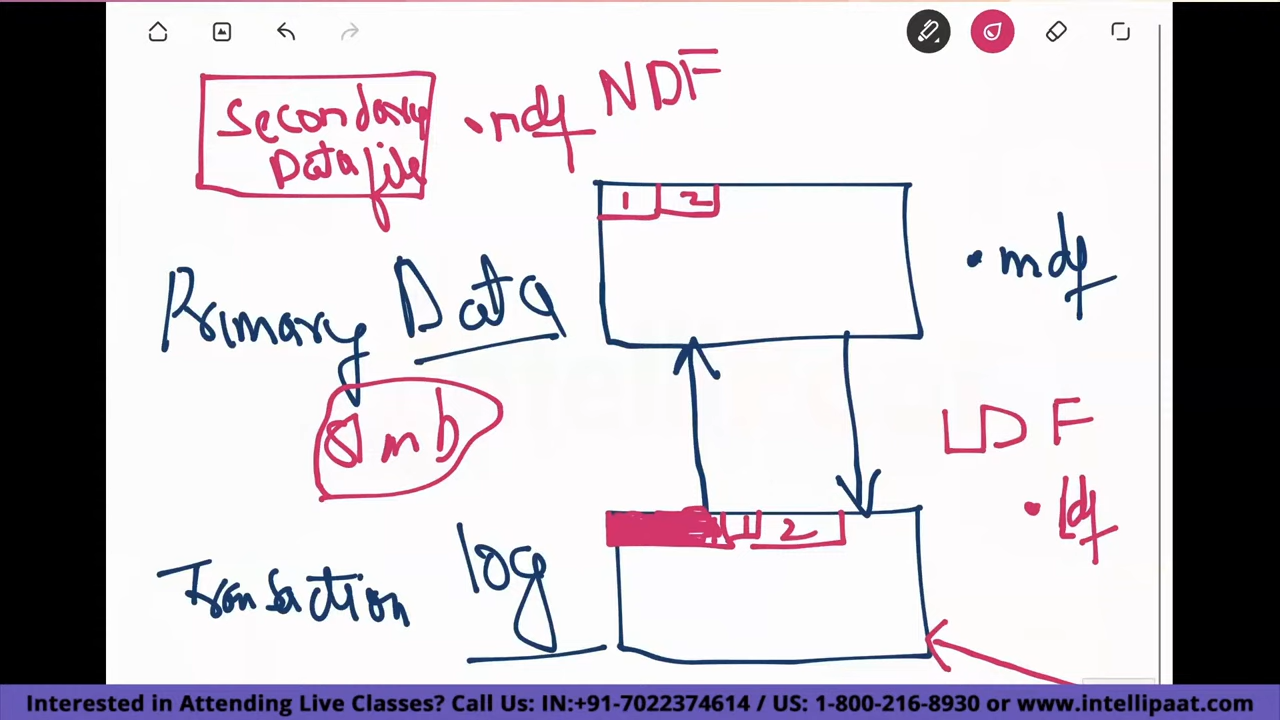 Secondary
Data file
.ndf NDF
1 2
.mdf
Primary Data
8 mb
LDF
.ldf
1 2
Transaction log
Interested in Attending Live Classes? Call Us: IN:+91-7022374614 / US: 1-800-216-8930 or www.intellipaat.com